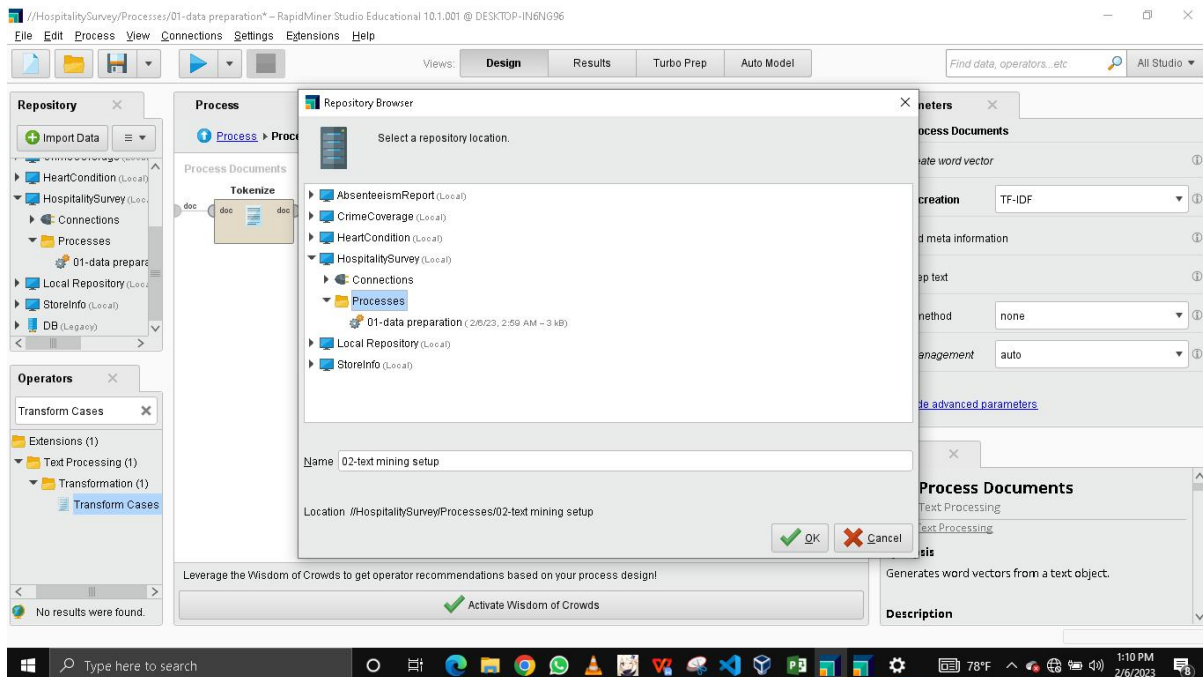 //HospitalitySurvey/Processes/01-data preparation* – RapidMiner Studio Educational 10.1.001 @ DESKTOP-IN6NG96
File Edit Process View Connections Settings Extensions Help
Views: Design Results Turbo Prep Auto Model
Find data, operators...etc
All Studio
Repository
Import Data
HeartCondition (Local)
HospitalitySurvey (Loc
Connections
Processes
01-data prepara
Local Repository (Loca
StoreInfo (Local)
DB (Legacy)
Operators
Transform Cases
Extensions (1)
Text Processing (1)
Transformation (1)
Transform Cases
No results were found.
Process
Process Proce
Process Documents
Tokenize
doc doc doc
Repository Browser
Select a repository location.
AbsenteeismReport (Local)
CrimeCoverage (Local)
HeartCondition (Local)
HospitalitySurvey (Local)
Connections
Processes
01-data preparation ( 2/6/23, 2:59 AM – 3 kB)
Local Repository (Local)
StoreInfo (Local)
Name 02-text mining setup
Location //HospitalitySurvey/Processes/02-text mining setup
OK Cancel
Leverage the Wisdom of Crowds to get operator recommendations based on your process design!
Activate Wisdom of Crowds
neters
ocess Documents
eate word vector
creation TF-IDF
d meta information
ep text
method none
anagement auto
de advanced parameters
Process Documents
Text Processing
Text Processing
sis
Generates word vectors from a text object.
Description
Type here to search
78°F
1:10 PM
2/6/2023